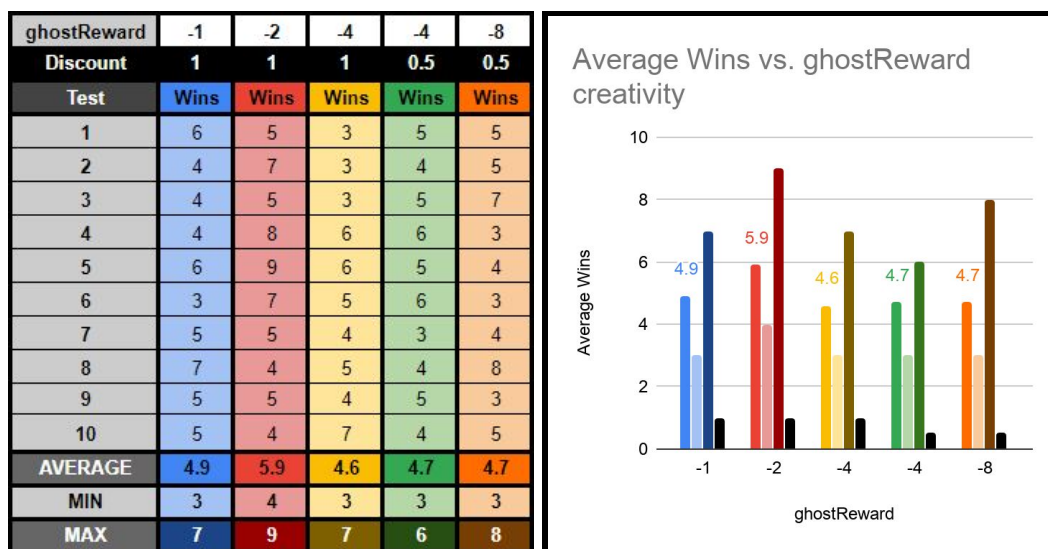 ghostReward -1 -2 -4 -4 -8
Discount 1 1 1 0.5 0.5
Test Wins Wins Wins Wins Wins
1 6 5 3 5 5
2 4 7 3 4 5
3 4 5 3 5 7
4 4 8 6 6 3
5 6 9 6 5 4
6 3 7 5 6 3
7 5 5 4 3 4
8 7 4 5 4 8
9 5 5 4 5 3
10 5 4 7 4 5
AVERAGE 4.9 5.9 4.6 4.7 4.7
MIN 3 4 3 3 3
MAX 7 9 7 6 8
Average Wins vs. ghostReward
creativity
Average Wins
10
8
6
4
2
0
4.9
5.9
4.6
4.7
4.7
-1 -2 -4 -4 -8
ghostReward